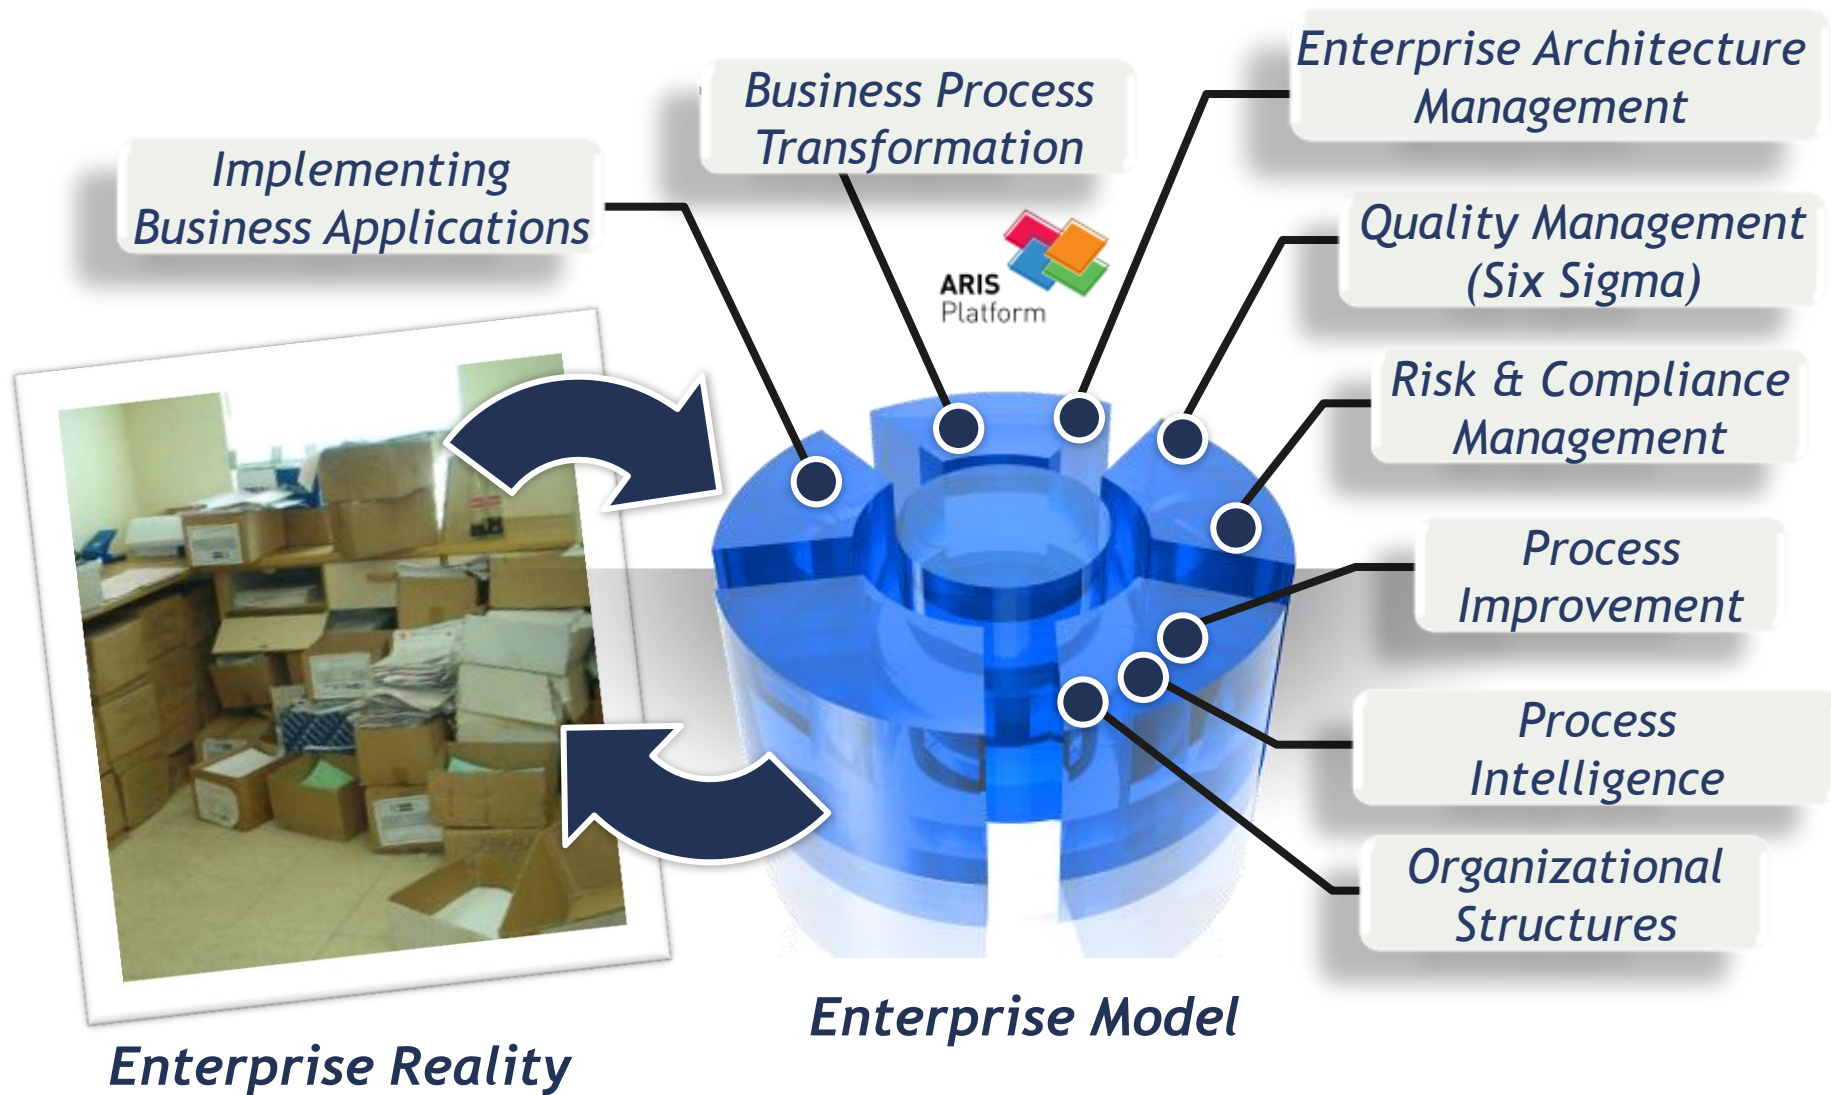 Enterprise Architecture
Management
Business Process
Transformation
Implementing
Business Applications
Quality Management
(Six Sigma)
ARIS
Platform
Risk & Compliance
Management
Process
Improvement
Process
Intelligence
Organizational
Structures
Enterprise Model
Enterprise Reality